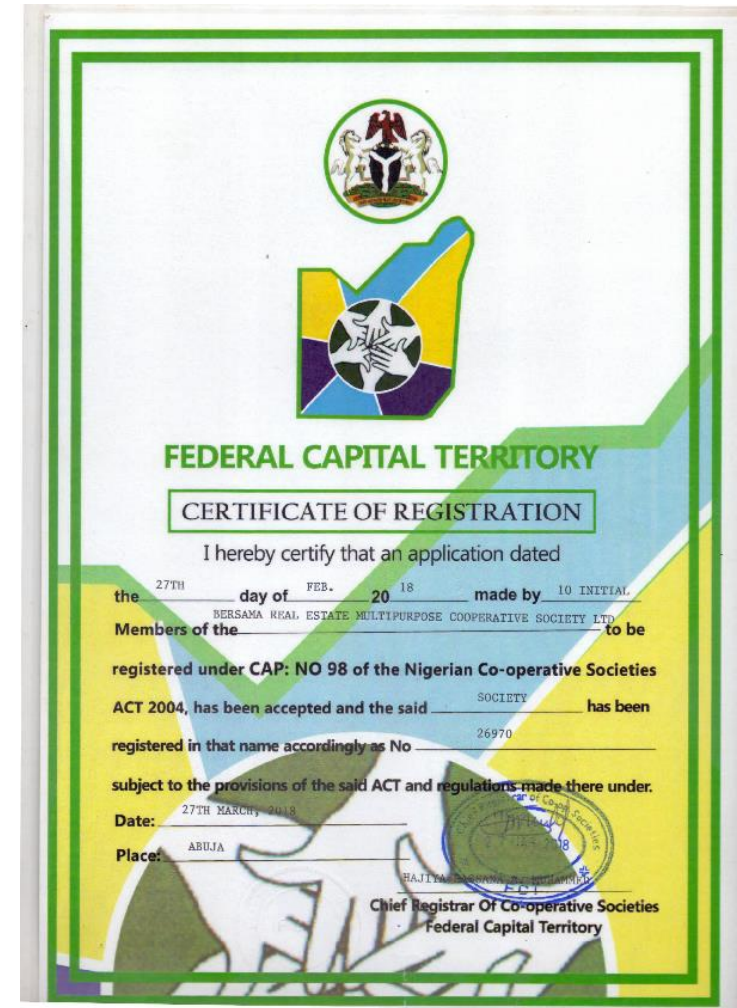 FEDERAL CAPITAL TERRITORY
CERTIFICATE OF REGISTRATION
I hereby certify that an application dated
the 27TH day of FEB. 20 18 made by 10 INITIAL
Members of the BERSAMA REAL ESTATE MULTIPURPOSE COOPERATIVE SOCIETY LTD to be
registered under CAP: NO 98 of the Nigerian Co-operative Societies
ACT 2004, has been accepted and the said SOCIETY has been
registered in that name accordingly as No 26970
subject to the provisions of the said ACT and regulations made there under.
Date: 27TH MARCH, 2018
Place: ABUJA
HAJIYA MUHAMMED
Chief Registrar Of Co-operative Societies
Federal Capital Territory